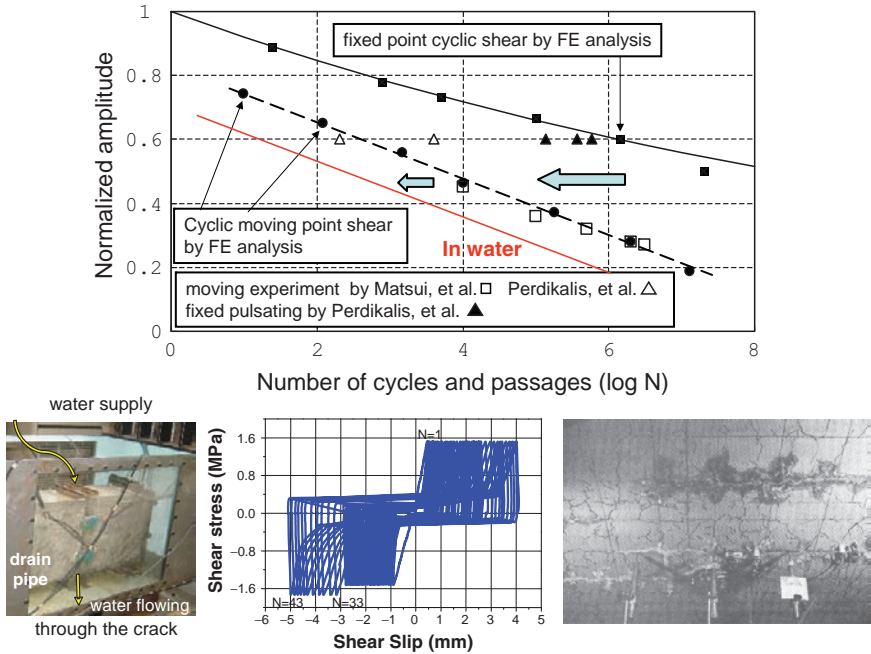 1
0.8
0.6
0.4
0.2
0
Normalized amplitude
fixed point cyclic shear by FE analysis
Cyclic moving point shear
by FE analysis
In water
moving experiment by Matsui, et al. □ Perdikalis, et al. △
fixed pulsating by Perdikalis, et al. ▲
0 2 4 6 8
Number of cycles and passages (log N)
water supply
drain
pipe
water flowing
through the crack
Shear stress (MPa)
1.6
0.8
0.0
−0.8
−1.6
N=1
N=43 N=33
−6 −5 −4 −3 −2 −1 0 1 2 3 4 5
Shear Slip (mm)